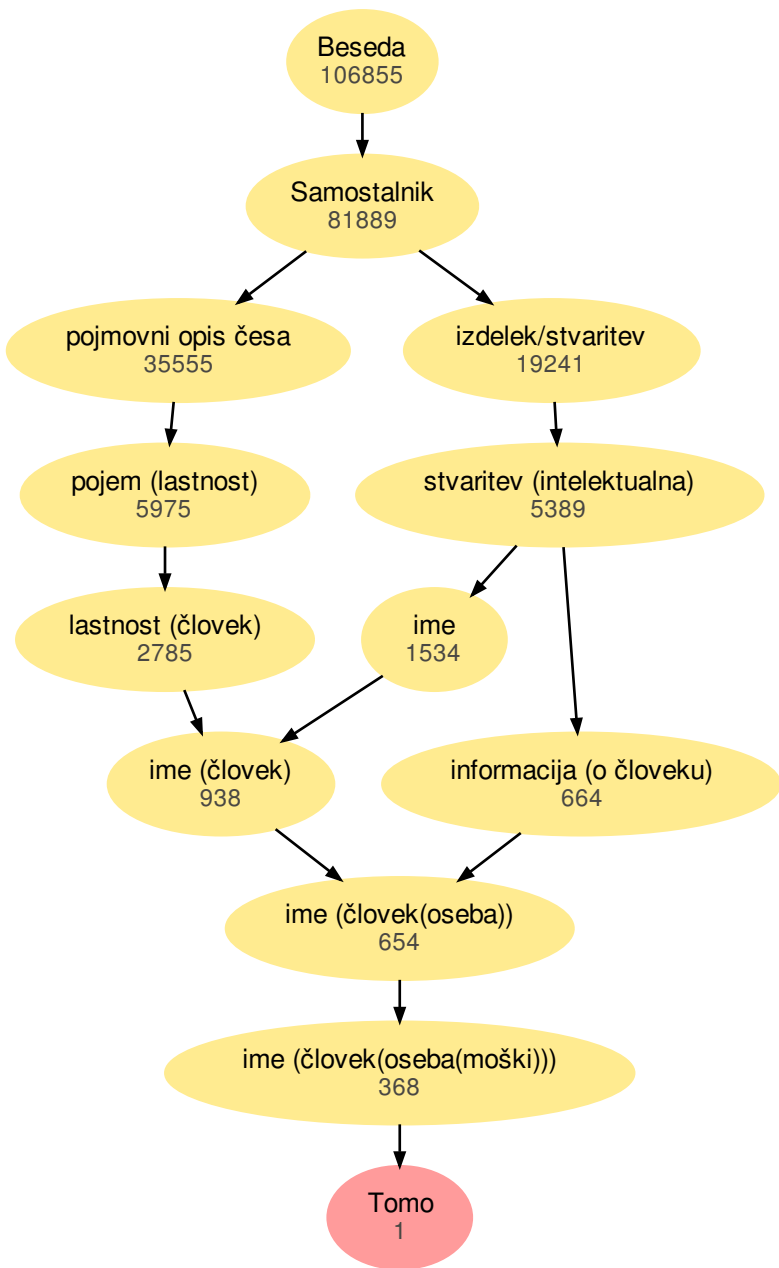 Beseda
106855
Samostalnik
81889
pojmovni opis česa
35555
izdelek/stvaritev
19241
pojem (lastnost)
5975
stvaritev (intelektualna)
5389
lastnost (človek)
2785
ime
1534
ime (človek)
938
informacija (o človeku)
664
ime (človek(oseba))
654
ime (človek(oseba(moški)))
368
Tomo
1